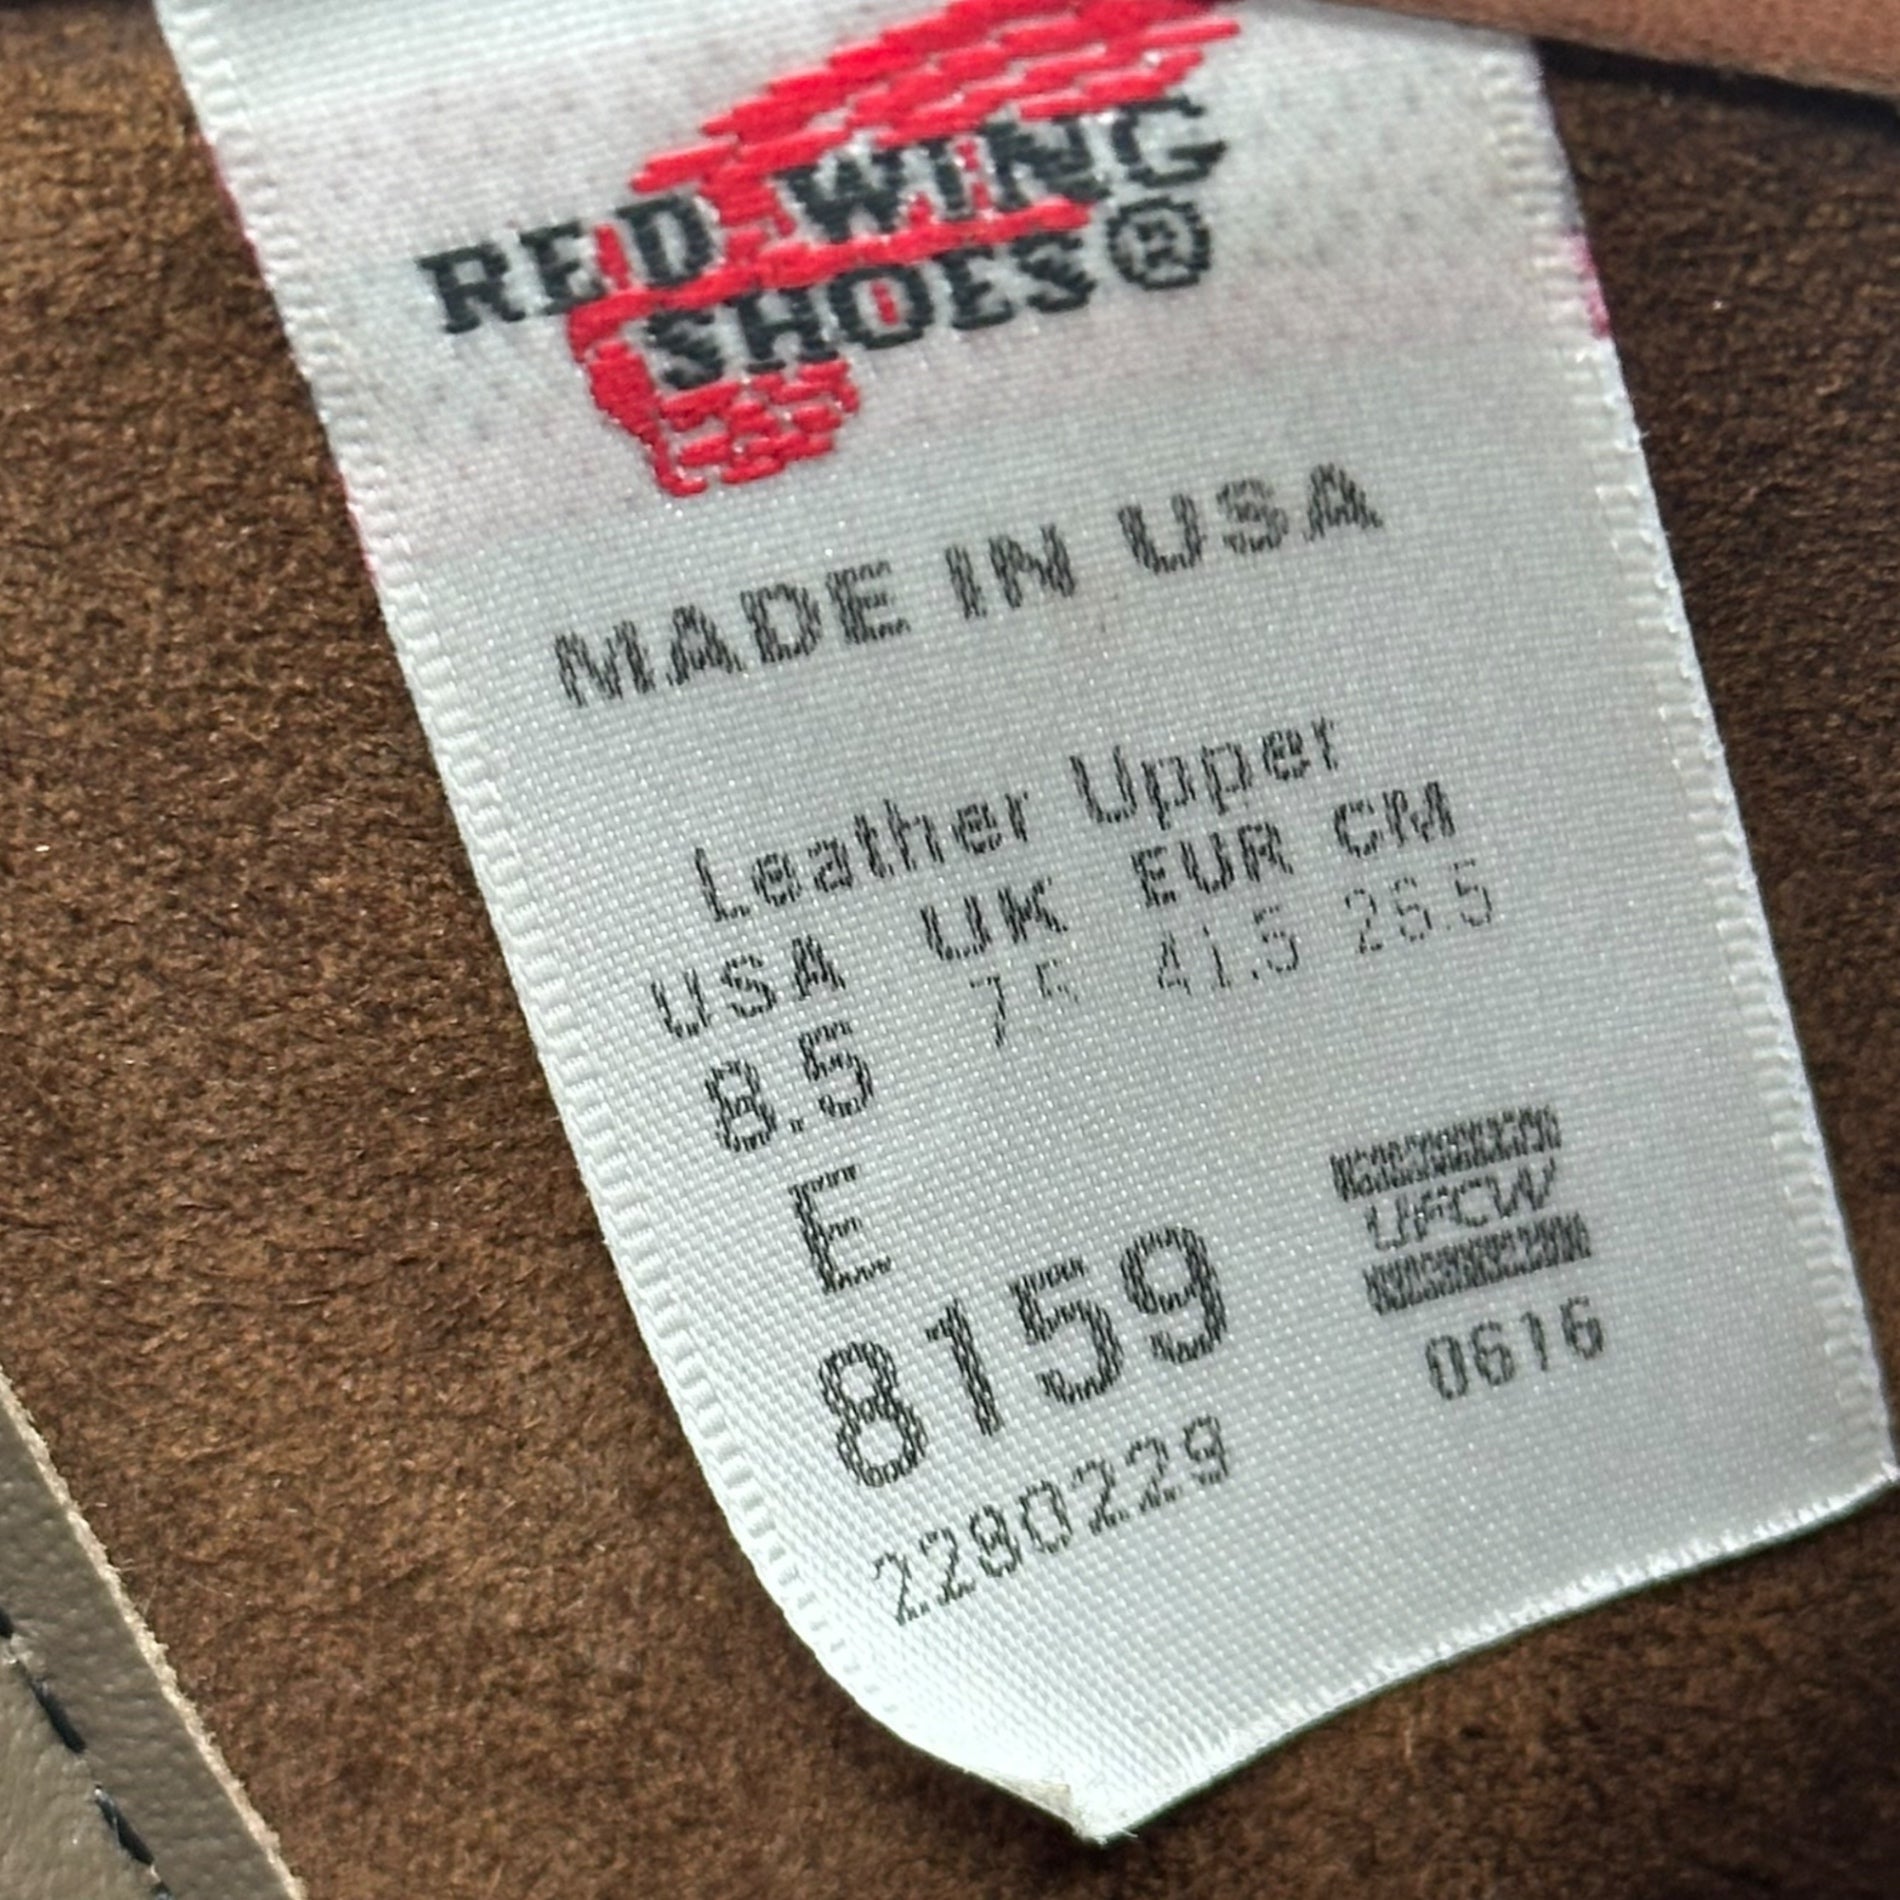 RED WING
SHOES®
MADE IN USA
Leather Upper
USA UK EUR CM
8.5 7.5 41.5 26.5
E
UFCW
8159
0616
2290229